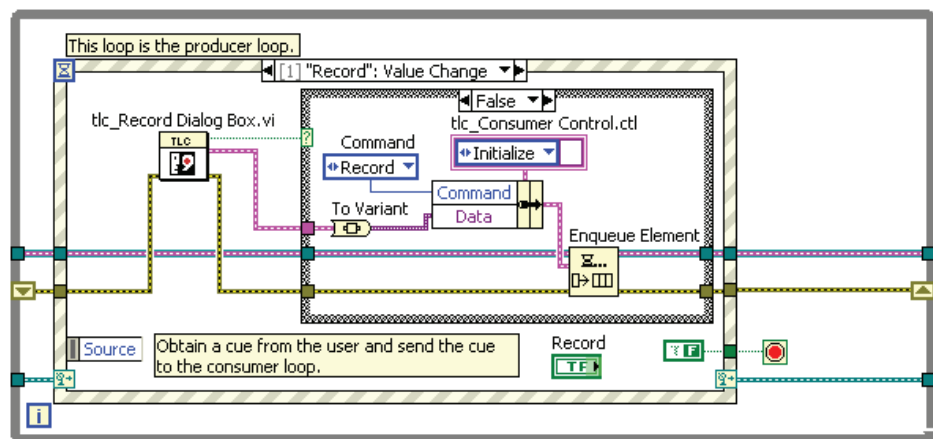 This loop is the producer loop.
[1] "Record": Value Change
tlc_Record Dialog Box.vi
TLC
False
tlc_Consumer Control.ctl
Initialize
Command
Record
Command
Data
To Variant
Enqueue Element
Source
Obtain a cue from the user and send the cue
to the consumer loop.
Record
TF
F
i